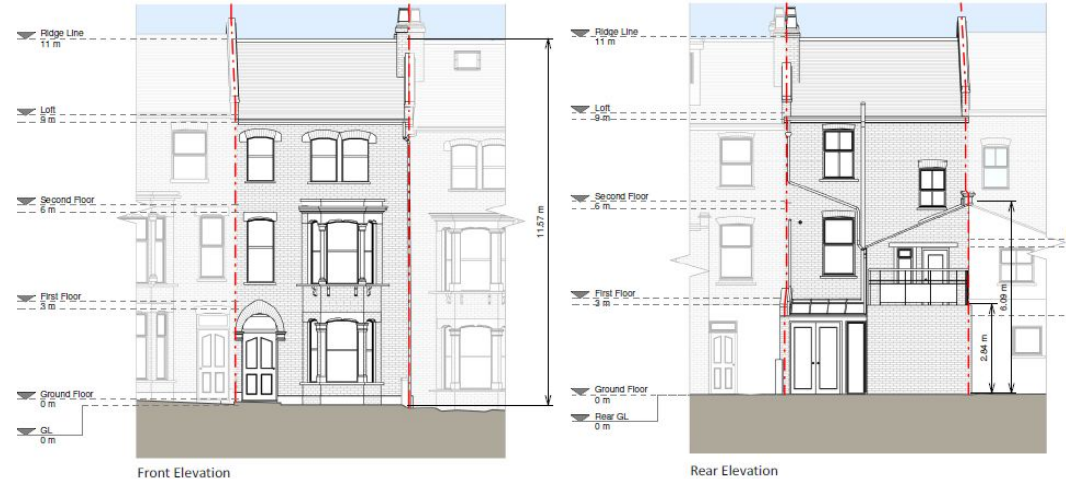 Ridge Line
11 m
Loft
9 m
Second Floor
6 m
First Floor
3 m
Ground Floor
0 m
GL
0 m
11.57 m
Front Elevation
Ridge Line
11 m
Loft
9 m
Second Floor
6 m
First Floor
3 m
Ground Floor
0 m
Rear GL
0 m
6.09 m
2.84 m
Rear Elevation